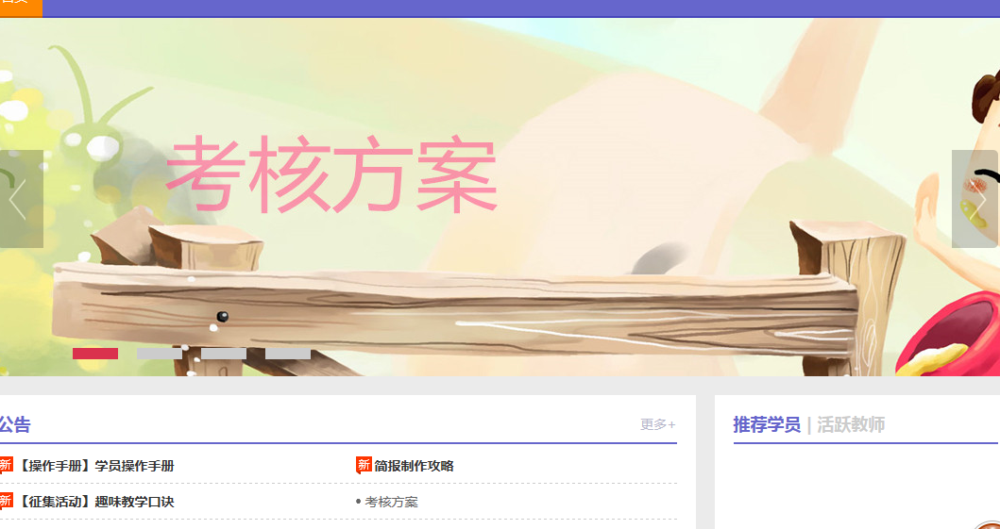 首页
考核方案
公告
更多+
推荐学员 | 活跃教师
新【操作手册】学员操作手册
新 简报制作攻略
新【征集活动】趣味教学口诀
• 考核方案